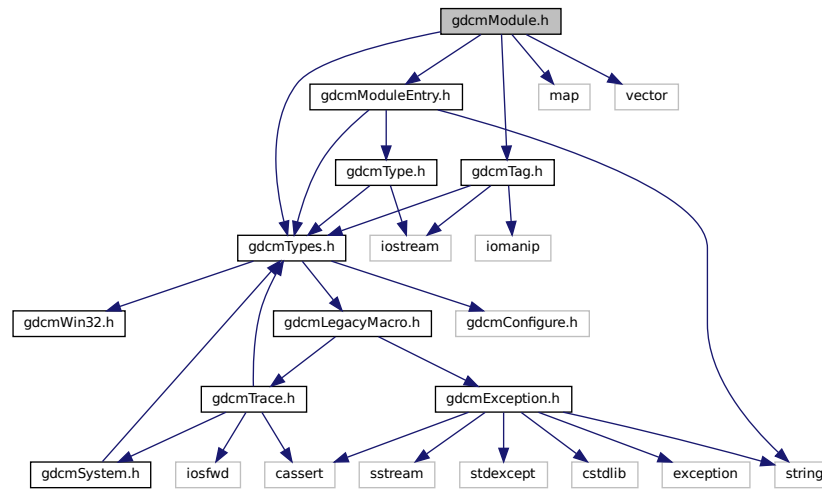 gdcmModule.h
gdcmModuleEntry.h
map
vector
gdcmType.h
gdcmTag.h
gdcmTypes.h
iostream
iomanip
gdcmWin32.h
gdcmLegacyMacro.h
gdcmConfigure.h
gdcmTrace.h
gdcmException.h
gdcmSystem.h
iosfwd
cassert
sstream
stdexcept
cstdlib
exception
string